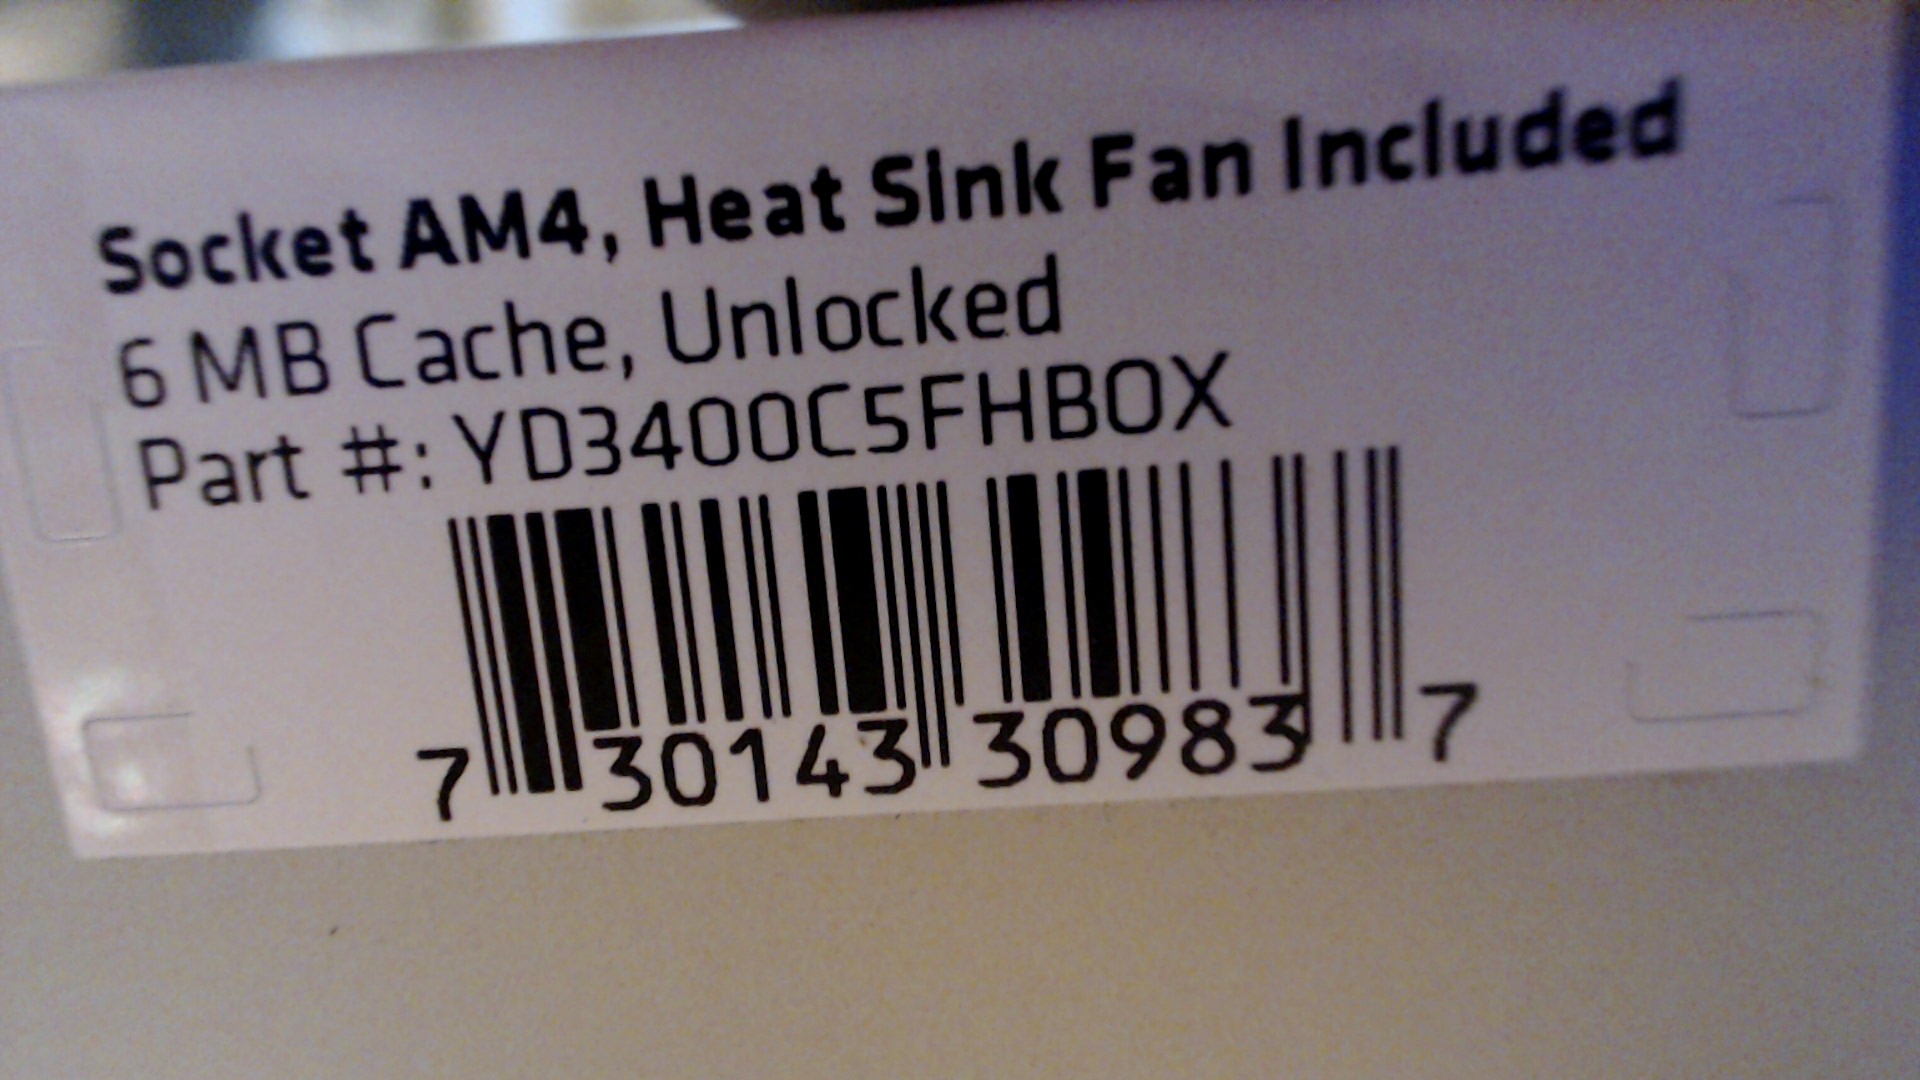 Socket AM4, Heat Sink Fan Included
6 MB Cache, Unlocked
Part #: YD3400C5FHBOX
7 30143 30983 7